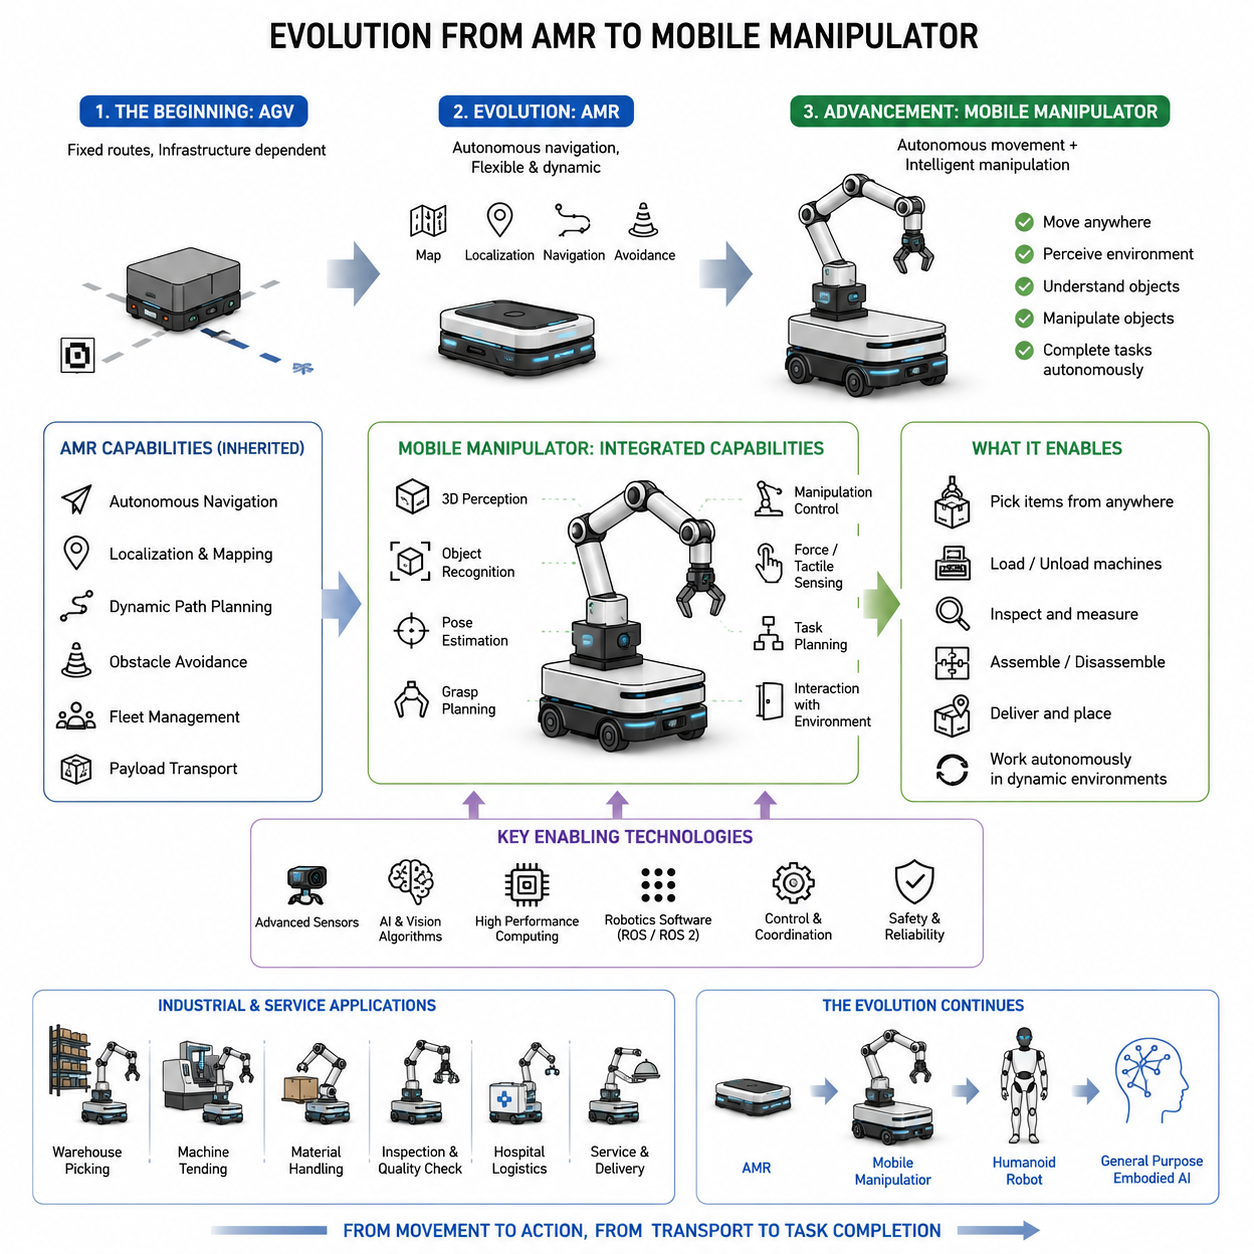 EVOLUTION FROM AMR TO MOBILE MANIPULATOR
1. THE BEGINNING: AGV
Fixed routes, Infrastructure dependent
2. EVOLUTION: AMR
Autonomous navigation,
Flexible & dynamic
Map
Localization
Navigation
Avoidance
3. ADVANCEMENT: MOBILE MANIPULATOR
Autonomous movement +
Intelligent manipulation
Move anywhere
Perceive environment
Understand objects
Manipulate objects
Complete tasks
autonomously
AMR CAPABILITIES (INHERITED)
Autonomous Navigation
Localization & Mapping
Dynamic Path Planning
Obstacle Avoidance
Fleet Management
Payload Transport
MOBILE MANIPULATOR: INTEGRATED CAPABILITIES
3D Perception
Object
Recognition
Pose
Estimation
Grasp
Planning
Manipulation
Control
Force /
Tactile
Sensing
Task
Planning
Interaction
with
Environment
WHAT IT ENABLES
Pick items from anywhere
Load / Unload machines
Inspect and measure
Assemble / Disassemble
Deliver and place
Work autonomously
in dynamic environments
KEY ENABLING TECHNOLOGIES
Advanced Sensors
AI & Vision
Algorithms
High Performance
Computing
Robotics Software
(ROS / ROS 2)
Control &
Coordination
Safety &
Reliability
INDUSTRIAL & SERVICE APPLICATIONS
Warehouse
Picking
Machine
Tending
Material
Handling
Inspection &
Quality Check
Hospital
Logistics
Service &
Delivery
THE EVOLUTION CONTINUES
AMR
Mobile
Manipulatior
Humanoid
Robot
General Purpose
Embodied AI
FROM MOVEMENT TO ACTION, FROM TRANSPORT TO TASK COMPLETION